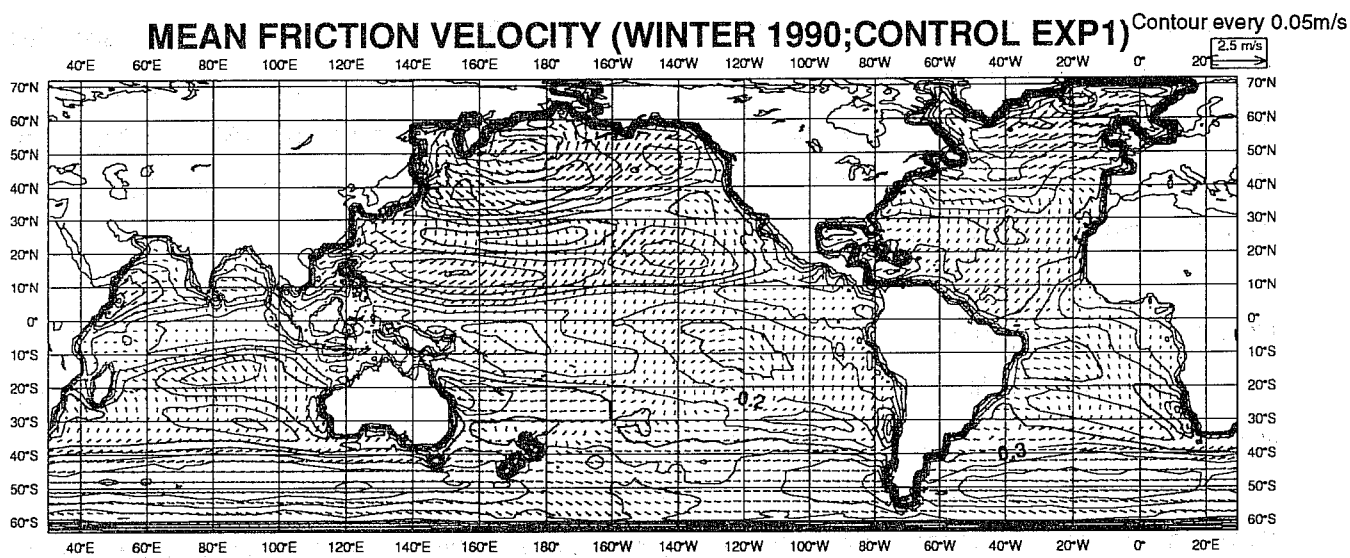 MEAN FRICTION VELOCITY (WINTER 1990;CONTROL EXP1) Contour every 0.05m/s
2.5 m/s
40°E 60°E 80°E 100°E 120°E 140°E 160°E 180° 160°W 140°W 120°W 100°W 80°W 60°W 40°W 20°W 0° 20°E
70°N 70°N
60°N 60°N
50°N 50°N
40°N 40°N
30°N 30°N
20°N 20°N
10°N 10°N
0° 0°
10°S 10°S
20°S 20°S
0.2
30°S 30°S
40°S 0.3 40°S
50°S 50°S
60°S 60°S
40°E 60°E 80°E 100°E 120°E 140°E 160°E 180° 160°W 140°W 120°W 100°W 80°W 60°W 40°W 20°W 0° 20°E